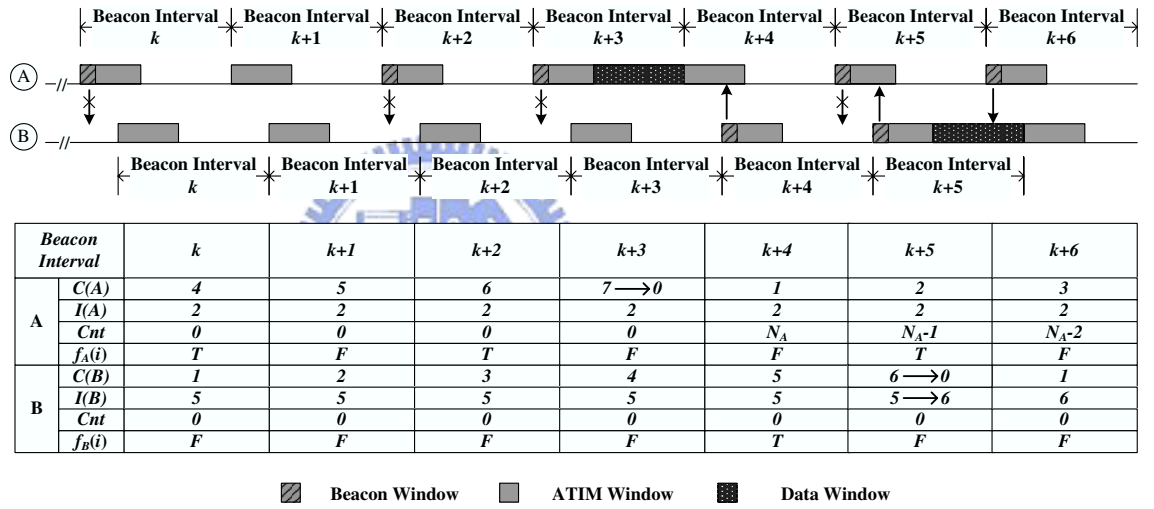 Beacon Interval k Beacon Interval k+1 Beacon Interval k+2 Beacon Interval k+3 Beacon Interval k+4 Beacon Interval k+5 Beacon Interval k+6
A
B
Beacon Interval k Beacon Interval k+1 Beacon Interval k+2 Beacon Interval k+3 Beacon Interval k+4 Beacon Interval k+5
Beacon Interval k k+1 k+2 k+3 k+4 k+5 k+6
A
C(A) 4 5 6 7→0 1 2 3
I(A) 2 2 2 2 2 2 2
Cnt 0 0 0 0 N_A N_A-1 N_A-2
f_A(i) T F T F F T F
B
C(B) 1 2 3 4 5 6→0 1
I(B) 5 5 5 5 5 5→6 6
Cnt 0 0 0 0 0 0 0
f_B(i) F F F F T F F
Beacon Window ATIM Window Data Window